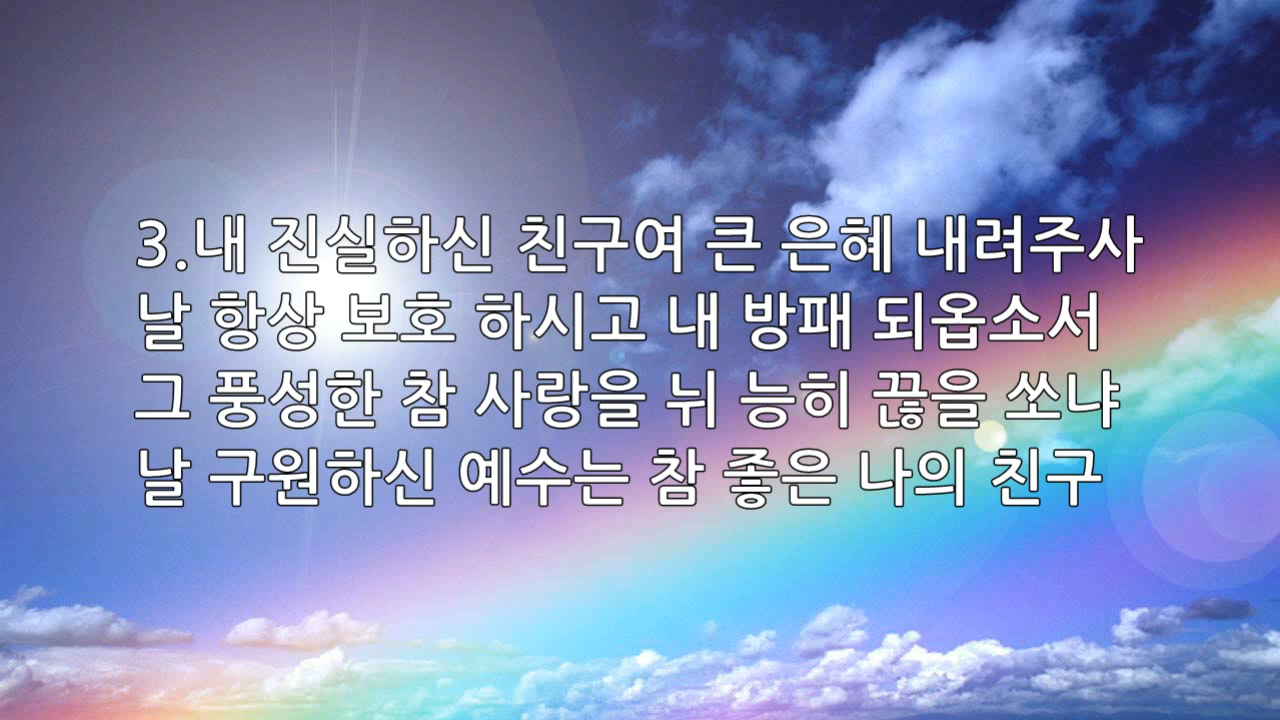 3.내 진실하신 친구여 큰 은혜 내려주사
날 항상 보호 하시고 내 방패 되옵소서
그 풍성한 참 사랑을 뉘 능히 끊을 쏘냐
날 구원하신 예수는 참 좋은 나의 친구